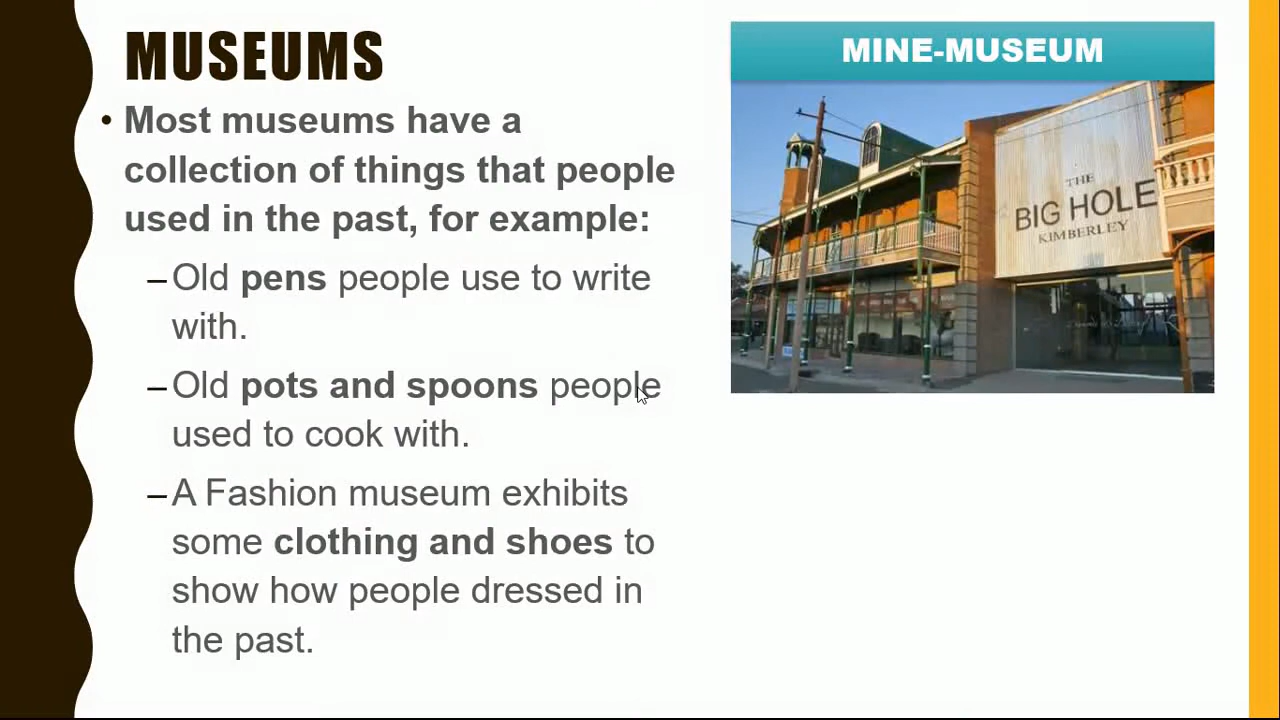 MUSEUMS
• Most museums have a
collection of things that people
used in the past, for example:
–Old pens people use to write
with.
–Old pots and spoons people
used to cook with.
–A Fashion museum exhibits
some clothing and shoes to
show how people dressed in
the past.
MINE-MUSEUM
THE
BIG HOLE
KIMBERLEY